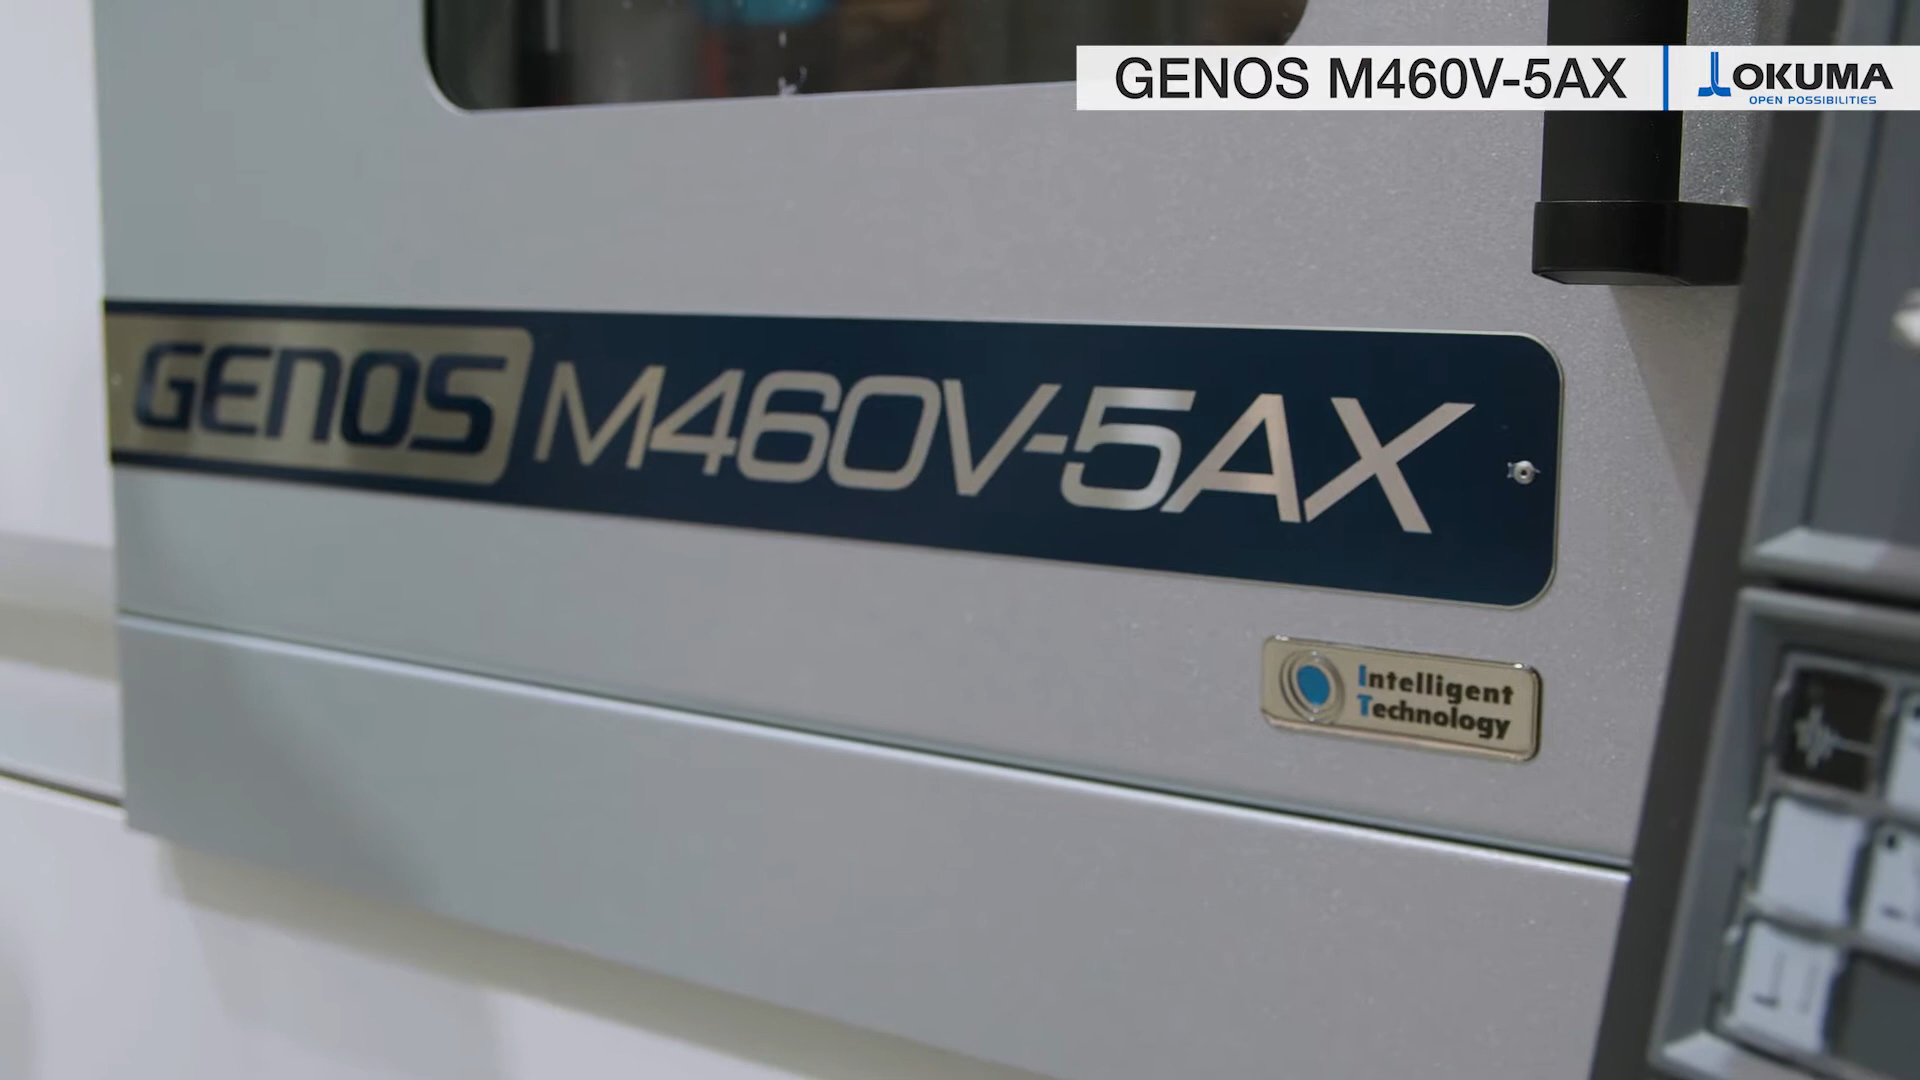 GENOS M460V-5AX
OKUMA
OPEN POSSIBILITIES
GENOS M460V-5AX
Intelligent
Technology